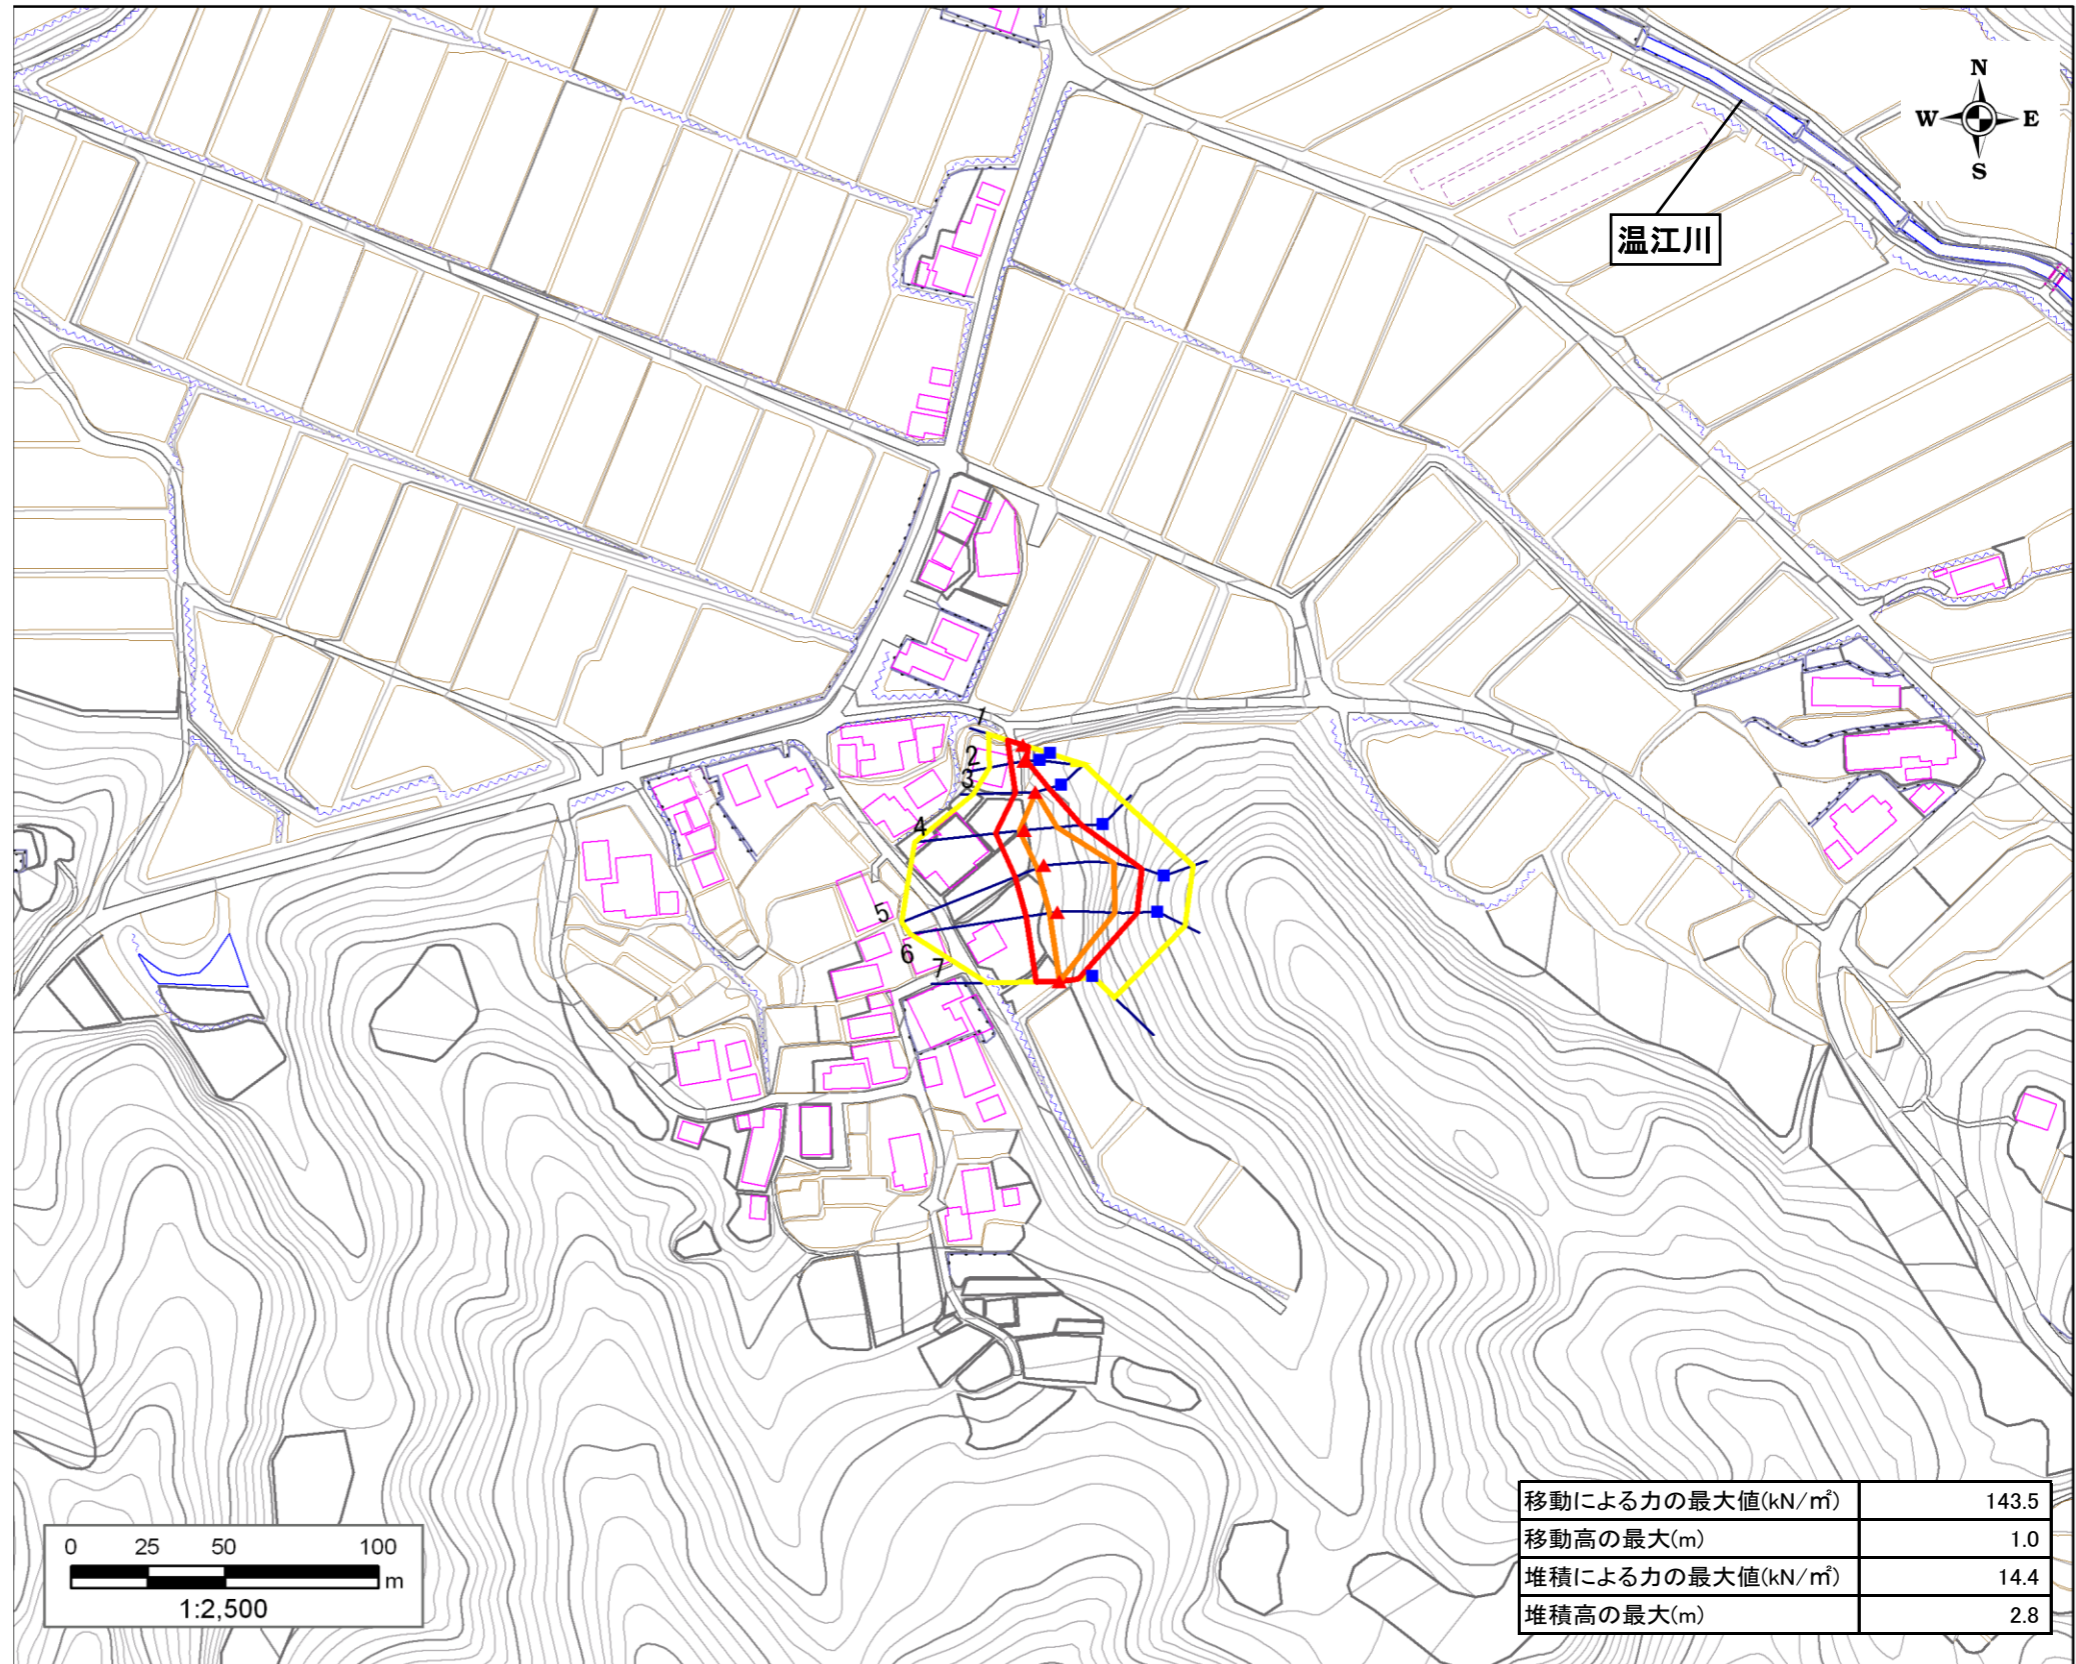 N
W E
S
温江川
1
2
3
4
5
6
7
0 25 50 100
m
1:2,500
移動による力の最大値(kN/㎡) 143.5
移動高の最大(m) 1.0
堆積による力の最大値(kN/㎡) 14.4
堆積高の最大(m) 2.8